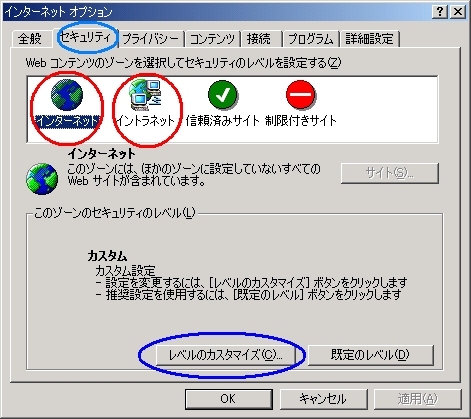 インターネット オプション
全般 セキュリティ プライバシー コンテンツ 接続 プログラム 詳細設定
Web コンテンツのゾーンを選択してセキュリティのレベルを設定する(Z)
インターネット イントラネット 信頼済みサイト 制限付きサイト
インターネット
このゾーンには、ほかのゾーンに設定していないすべての
Web サイトが含まれています。
サイト(S)...
このゾーンのセキュリティのレベル(L)
カスタム
カスタム設定
- 設定を変更するには、[レベルのカスタマイズ] ボタンをクリックします
- 推奨設定を使用するには、[既定のレベル] ボタンをクリックします
レベルのカスタマイズ(C)... 既定のレベル(D)
OK キャンセル 適用(A)